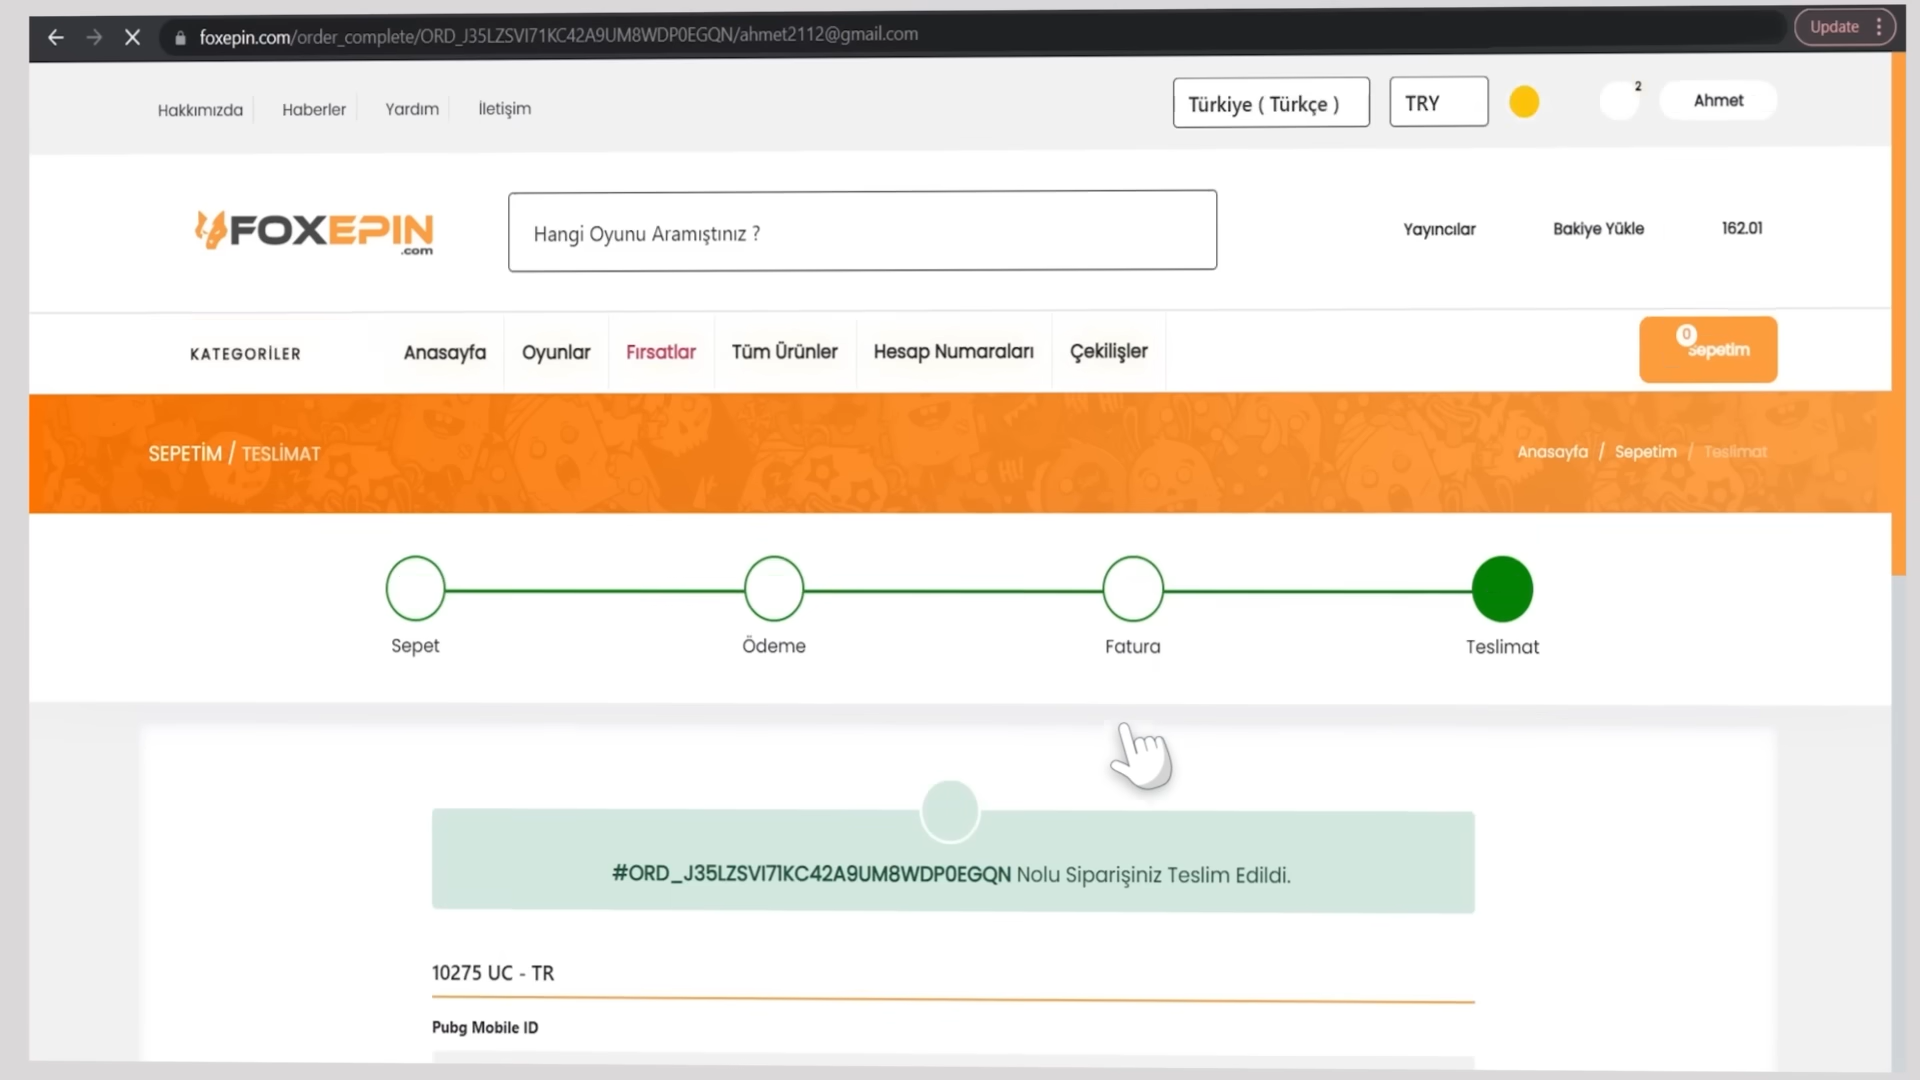 foxepin.com/order_complete/ORD_J35LZSVI71KC42A9UM8WDP0EGQN/ahmet2112@gmail.com
Update
Hakkımızda
Haberler
Yardım
İletişim
Türkiye ( Türkçe )
TRY
2
Ahmet
FOXEPIN
.com
Hangi Oyunu Aramıştınız ?
Yayıncılar
Bakiye Yükle
162.01
KATEGORİLER
Anasayfa
Oyunlar
Fırsatlar
Tüm Ürünler
Hesap Numaraları
Çekilişler
0
Sepetim
SEPETİM / TESLİMAT
Anasayfa / Sepetim / Teslimat
Sepet
Ödeme
Fatura
Teslimat
#ORD_J35LZSVI71KC42A9UM8WDP0EGQN Nolu Siparişiniz Teslim Edildi.
10275 UC - TR
Pubg Mobile ID